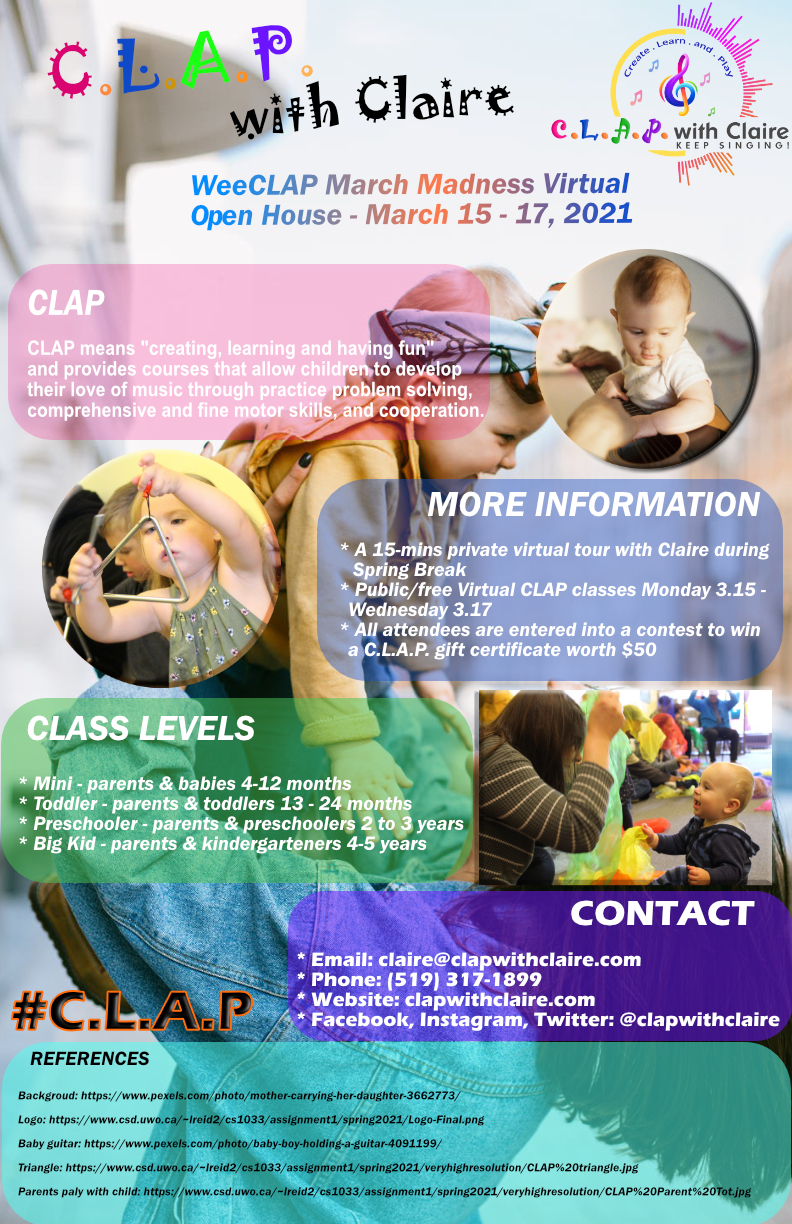 C.L.A.P.
with Claire
Create . Learn . and . Play
C.L.A.P. with Claire
KEEP SINGING!
WeeCLAP March Madness Virtual
Open House - March 15 - 17, 2021
CLAP
CLAP means "creating, learning and having fun"
and provides courses that allow children to develop
their love of music through practice problem solving,
comprehensive and fine motor skills, and cooperation.
MORE INFORMATION
* A 15-mins private virtual tour with Claire during
Spring Break
* Public/free Virtual CLAP classes Monday 3.15 -
Wednesday 3.17
* All attendees are entered into a contest to win
a C.L.A.P. gift certificate worth $50
CLASS LEVELS
* Mini - parents & babies 4-12 months
* Toddler - parents & toddlers 13 - 24 months
* Preschooler - parents & preschoolers 2 to 3 years
* Big Kid - parents & kindergarteners 4-5 years
CONTACT
* Email: claire@clapwithclaire.com
* Phone: (519) 317-1899
* Website: clapwithclaire.com
* Facebook, Instagram, Twitter: @clapwithclaire
#C.L.A.P
REFERENCES
Backgroud: https://www.pexels.com/photo/mother-carrying-her-daughter-3662773/
Logo: https://www.csd.uwo.ca/~lreid2/cs1033/assignment1/spring2021/Logo-Final.png
Baby guitar: https://www.pexels.com/photo/baby-boy-holding-a-guitar-4091199/
Triangle: https://www.csd.uwo.ca/~lreid2/cs1033/assignment1/spring2021/veryhighresolution/CLAP%20triangle.jpg
Parents paly with child: https://www.csd.uwo.ca/~lreid2/cs1033/assignment1/spring2021/veryhighresolution/CLAP%20Parent%20Tot.jpg